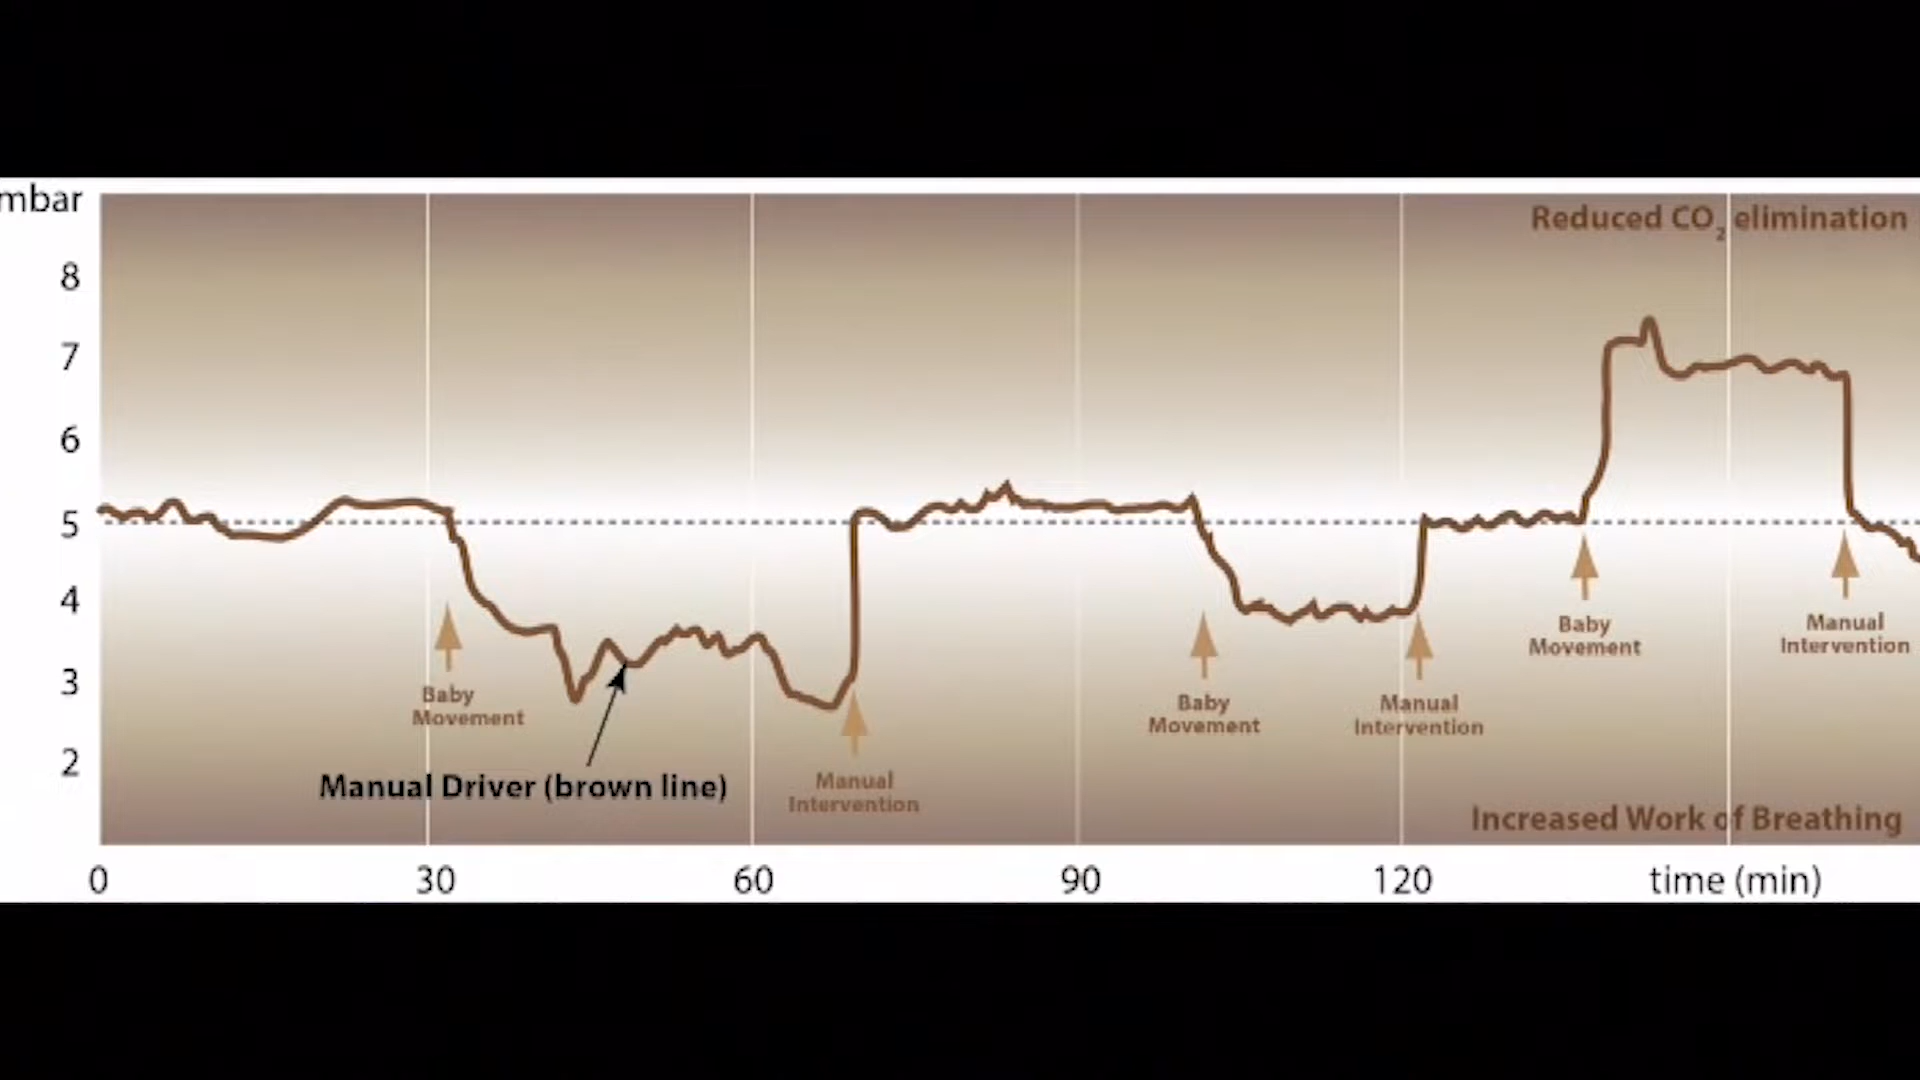 mbar
Reduced CO₂ elimination
8
7
6
5
4
3
2
Baby
Movement
Manual Driver (brown line)
Manual
Intervention
Baby
Movement
Manual
Intervention
Baby
Movement
Manual
Intervention
Increased Work of Breathing
0 30 60 90 120 time (min)